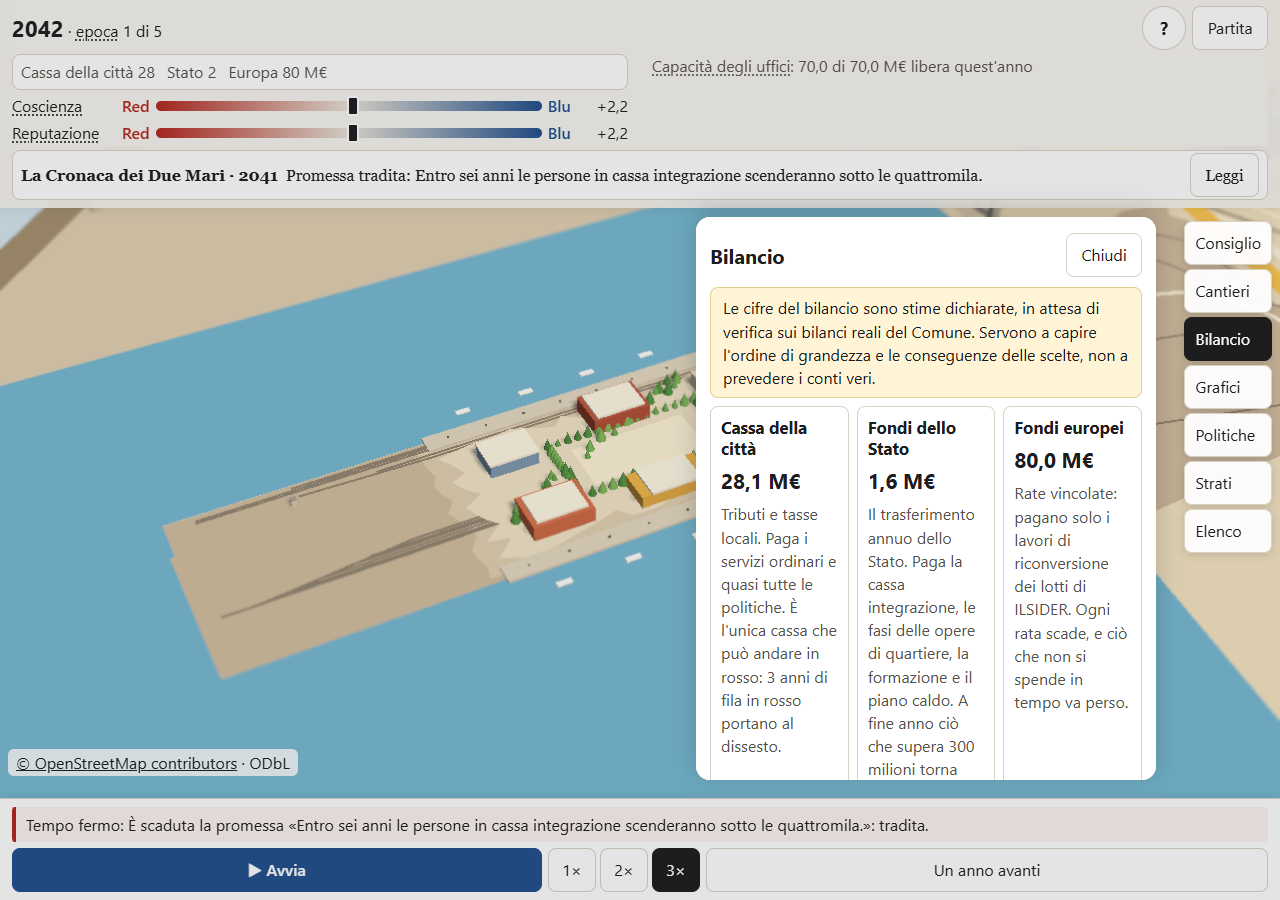 2042 · epoca 1 di 5
?
Partita
Cassa della città 28 Stato 2 Europa 80 M€
Capacità degli uffici: 70,0 di 70,0 M€ libera quest'anno
Coscienza Red Blu +2,2
Reputazione Red Blu +2,2
La Cronaca dei Due Mari · 2041 Promessa tradita: Entro sei anni le persone in cassa integrazione scenderanno sotto le quattromila.
Leggi
Bilancio
Chiudi
Le cifre del bilancio sono stime dichiarate, in attesa di
verifica sui bilanci reali del Comune. Servono a capire
l'ordine di grandezza e le conseguenze delle scelte, non a
prevedere i conti veri.
Cassa della
città
28,1 M€
Tributi e tasse
locali. Paga i
servizi ordinari e
quasi tutte le
politiche. È
l'unica cassa che
può andare in
rosso: 3 anni di
fila in rosso
portano al
dissesto.
Fondi dello
Stato
1,6 M€
Il trasferimento
annuo dello
Stato. Paga la
cassa
integrazione, le
fasi delle opere
di quartiere, la
formazione e il
piano caldo. A
fine anno ciò
che supera 300
milioni torna
Fondi europei
80,0 M€
Rate vincolate:
pagano solo i
lavori di
riconversione
dei lotti di
ILSIDER. Ogni
rata scade, e ciò
che non si
spende in
tempo va perso.
Consiglio
Cantieri
Bilancio
Grafici
Politiche
Strati
Elenco
© OpenStreetMap contributors · ODbL
Tempo fermo: È scaduta la promessa «Entro sei anni le persone in cassa integrazione scenderanno sotto le quattromila.»: tradita.
▶ Avvia
1×
2×
3×
Un anno avanti